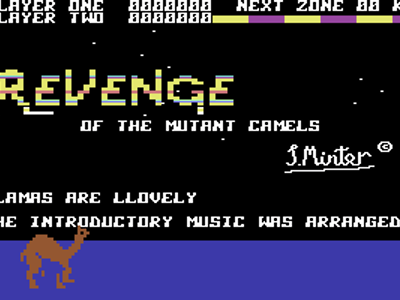 LAYER ONE 0000000 NEXT ZONE 00 K
LAYER TWO 0000000
REVENGE
OF THE MUTANT CAMELS
J.Minter ©
LAMAS ARE LLOVELY
HE INTRODUCTORY MUSIC WAS ARRANGED